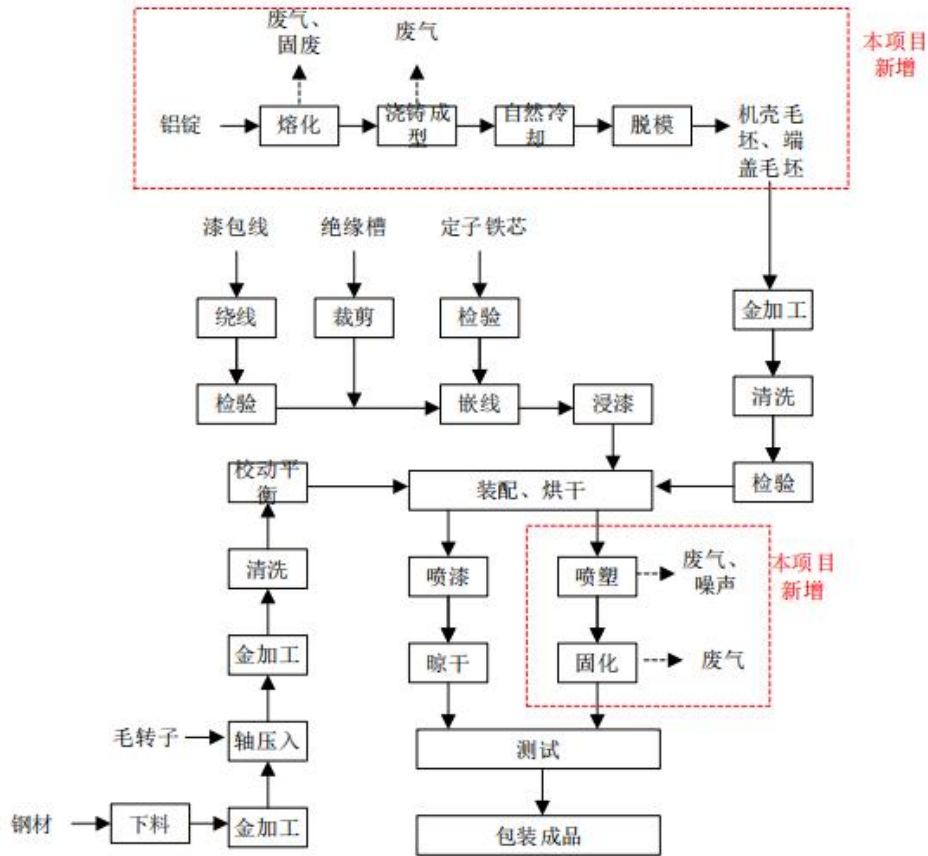 废气、
固废
废气
本项目
新增
铝锭
熔化
浇铸成
型
自然冷
却
脱模
机壳毛
坯、端
盖毛坯
漆包线
绝缘槽
定子铁芯
绕线
裁剪
检验
金加工
检验
嵌线
浸漆
清洗
校动平
衡
装配、烘干
检验
清洗
喷漆
喷塑
废气、
噪声
本项目
新增
金加工
晾干
固化
废气
毛转子
轴压入
测试
钢材
下料
金加工
包装成品